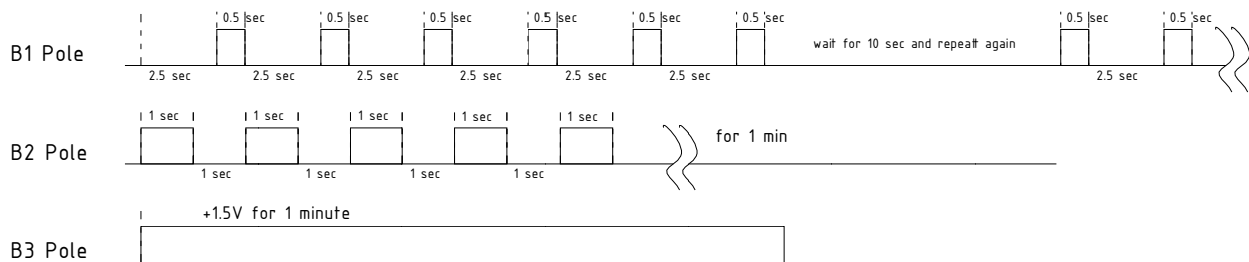 0.5 sec 0.5 sec 0.5 sec 0.5 sec 0.5 sec 0.5 sec 0.5 sec 0.5 sec
B1 Pole wait for 10 sec and repeatt again
2.5 sec 2.5 sec 2.5 sec 2.5 sec 2.5 sec 2.5 sec 2.5 sec
1 sec 1 sec 1 sec 1 sec 1 sec
B2 Pole for 1 min
1 sec 1 sec 1 sec 1 sec
+1.5V for 1 minute
B3 Pole